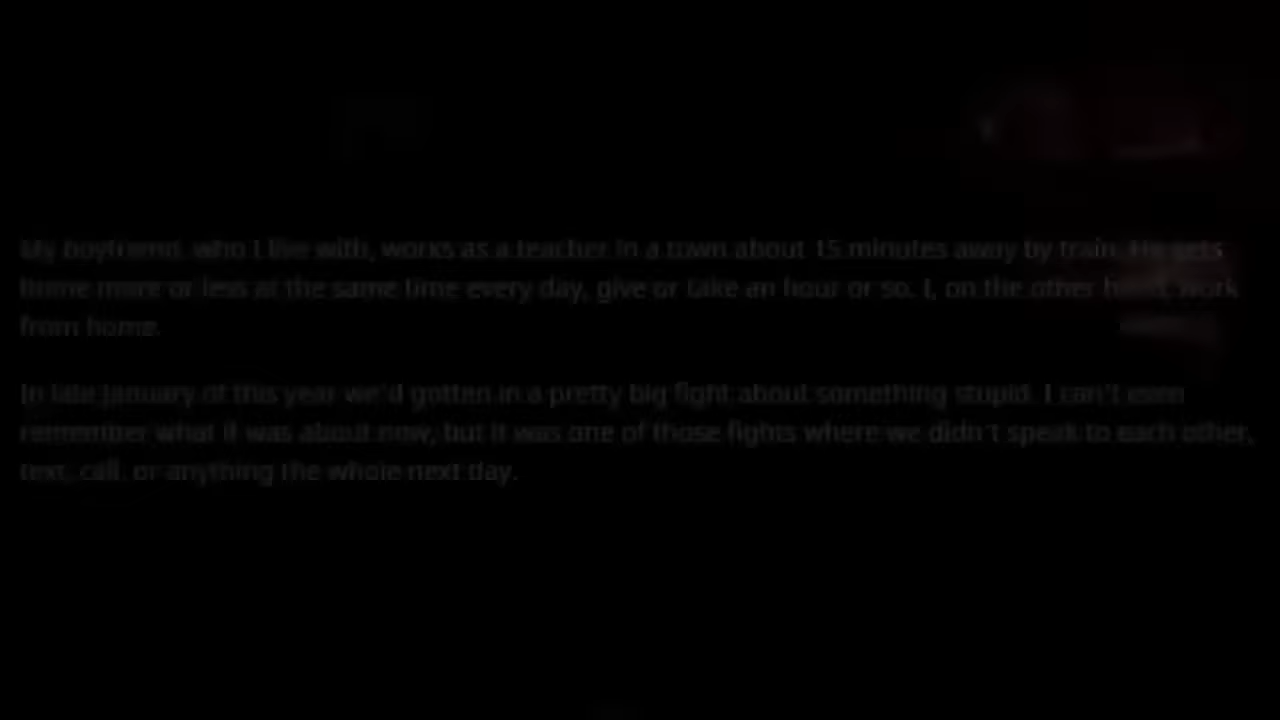 My boyfriend, who I live with, works as a teacher in a town about 15 minutes away by train. He gets
home more or less at the same time every day, give or take an hour or so. I, on the other hand, work
from home.
In late January of this year we'd gotten in a pretty big fight about something stupid. I can't even
remember what it was about now, but it was one of those fights where we didn't speak to each other,
text, call, or anything the whole next day.